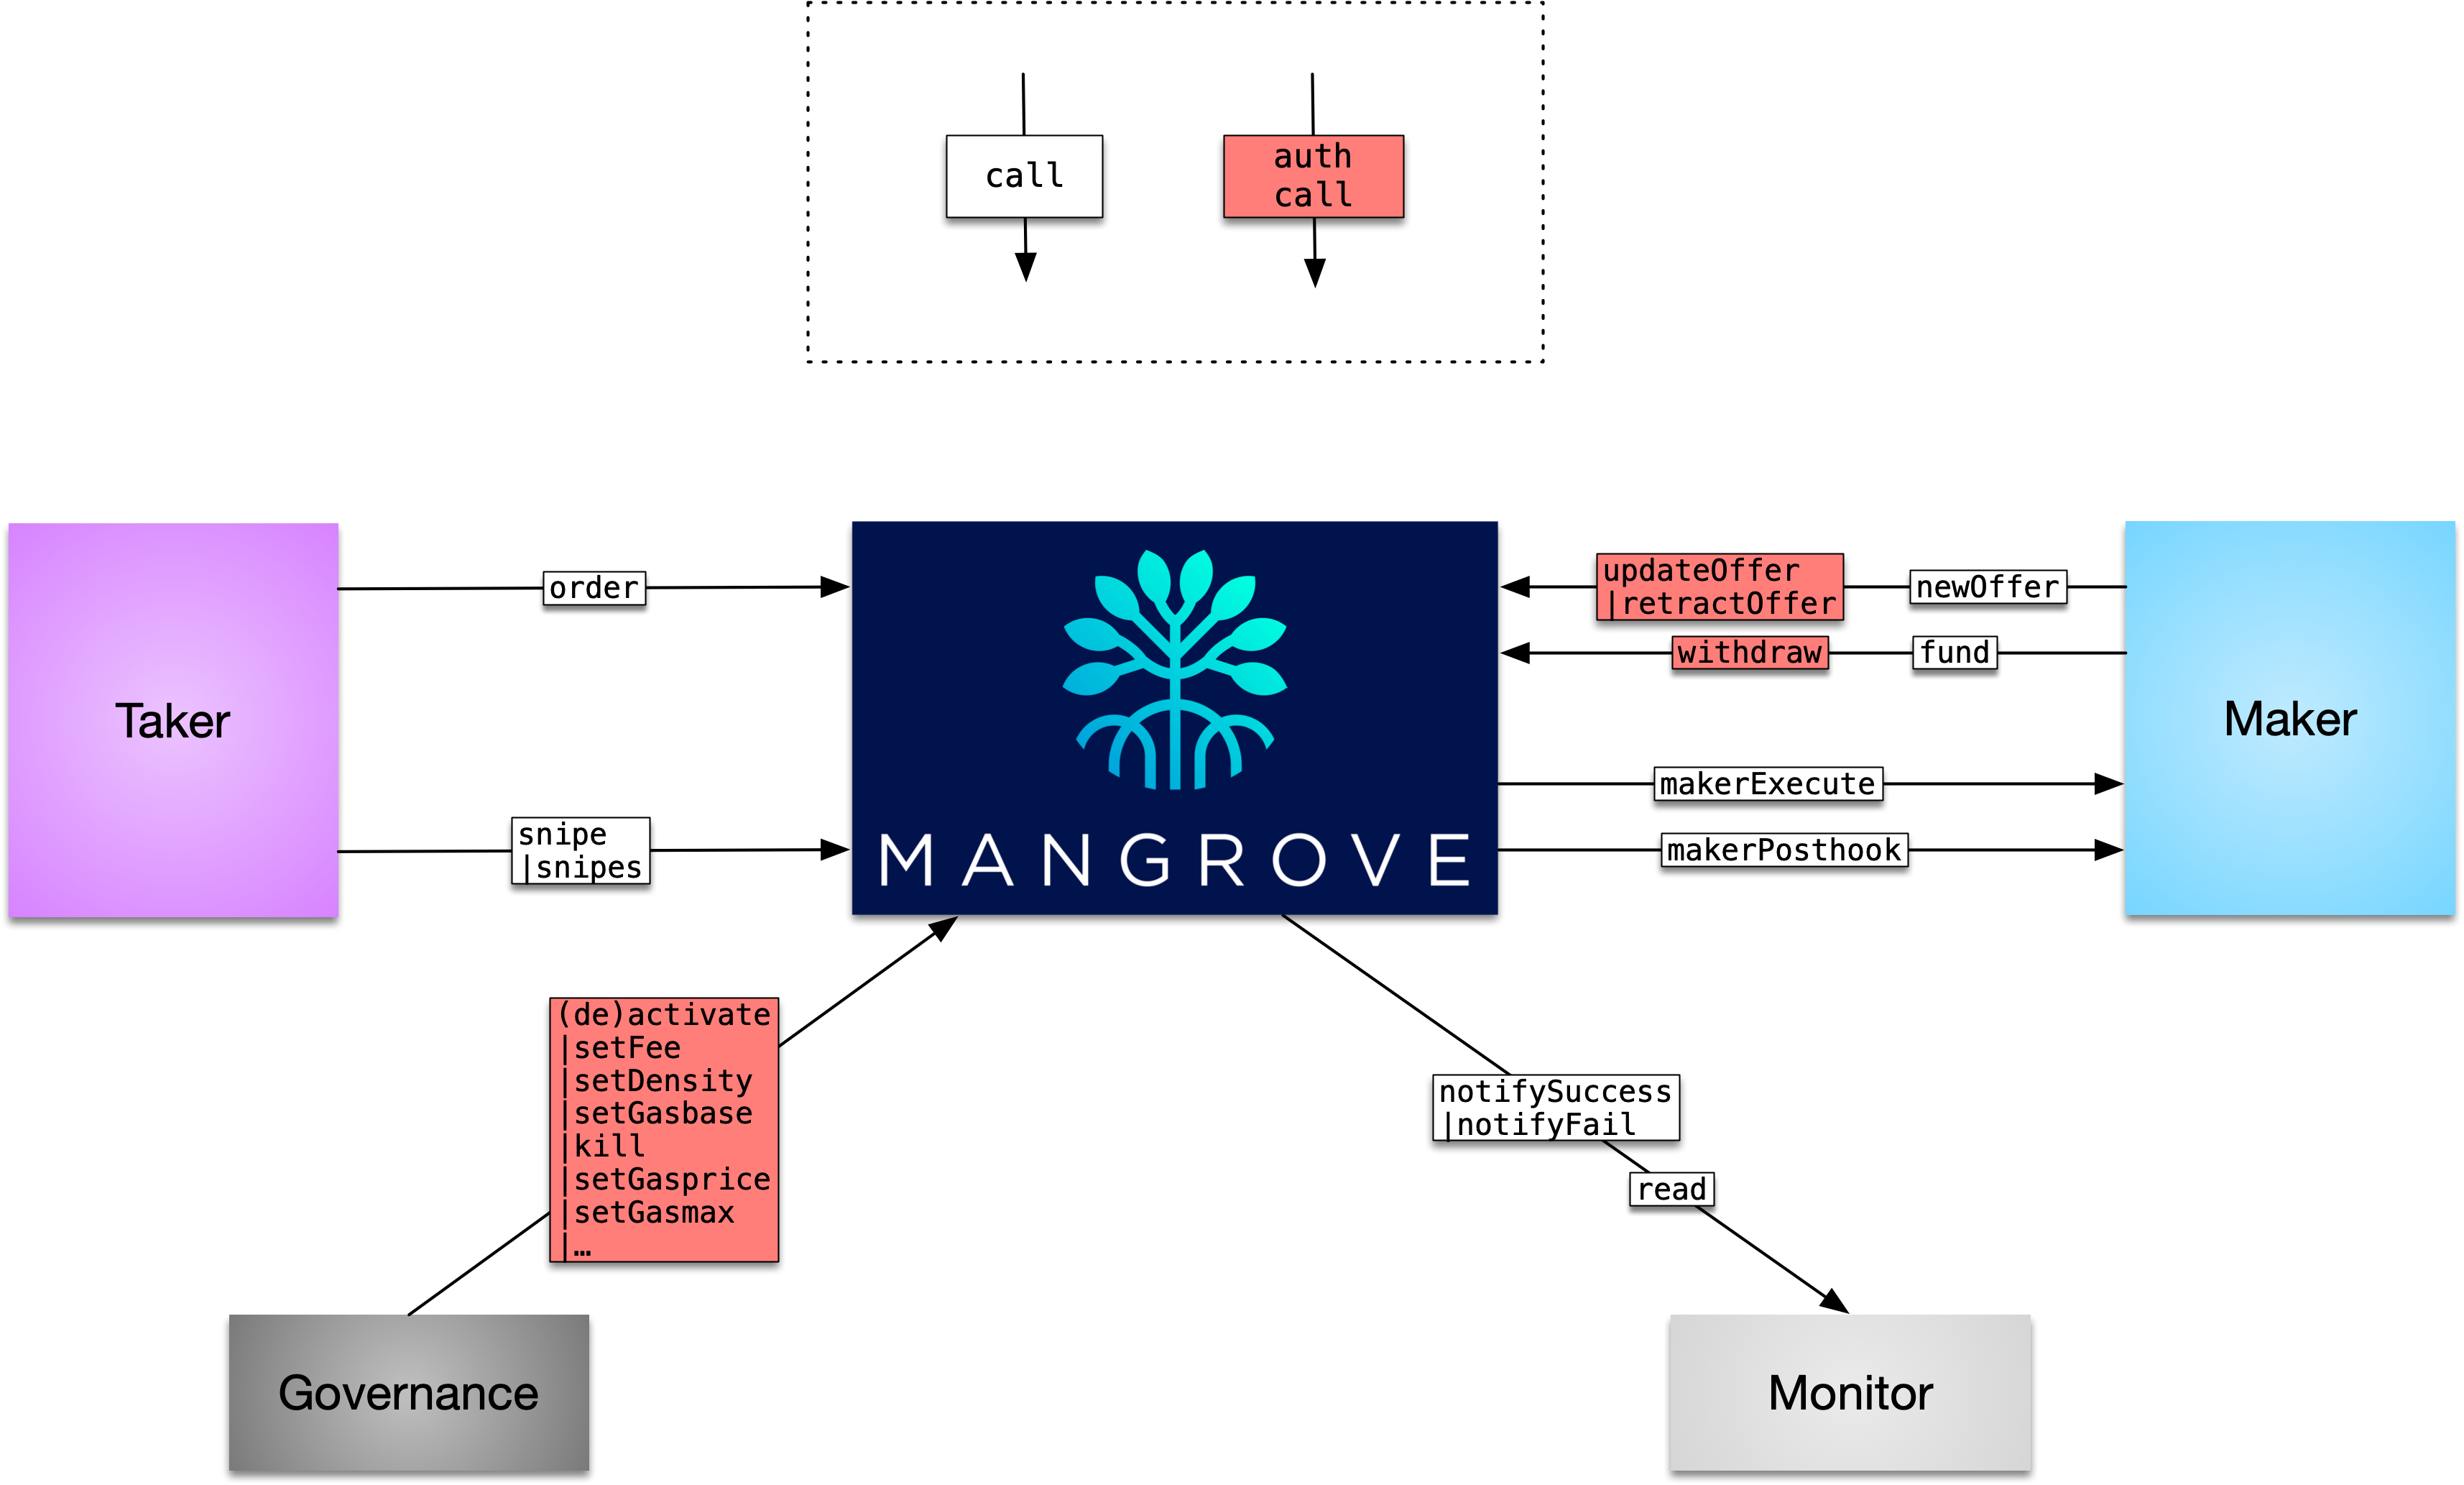 call
auth
call
Taker
order
snipe
|snipes
MANGROVE
updateOffer
|retractOffer
newOffer
withdraw
fund
makerExecute
makerPosthook
Maker
(de)activate
|setFee
|setDensity
|setGasbase
|kill
|setGasprice
|setGasmax
|…
notifySuccess
|notifyFail
read
Governance
Monitor